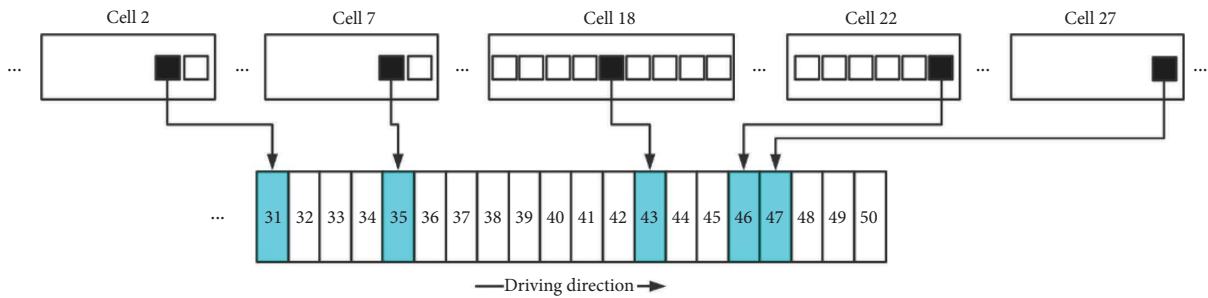 Cell 2 Cell 7 Cell 18 Cell 22 Cell 27
... ... ... ... ... ...
... 31 32 33 34 35 36 37 38 39 40 41 42 43 44 45 46 47 48 49 50
Driving direction